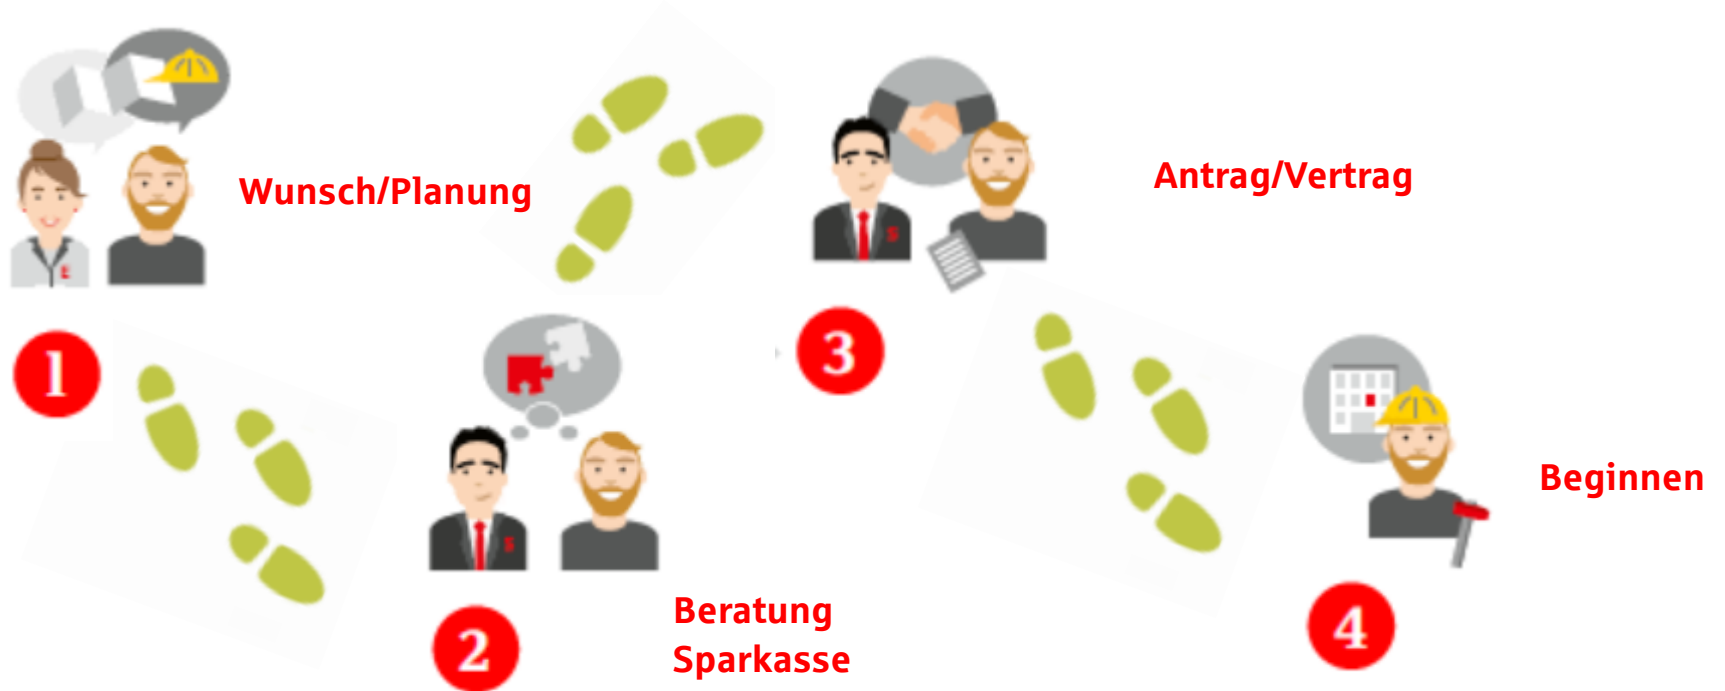 Wunsch/Planung
1
Beratung
Sparkasse
2
Antrag/Vertrag
3
Beginnen
4